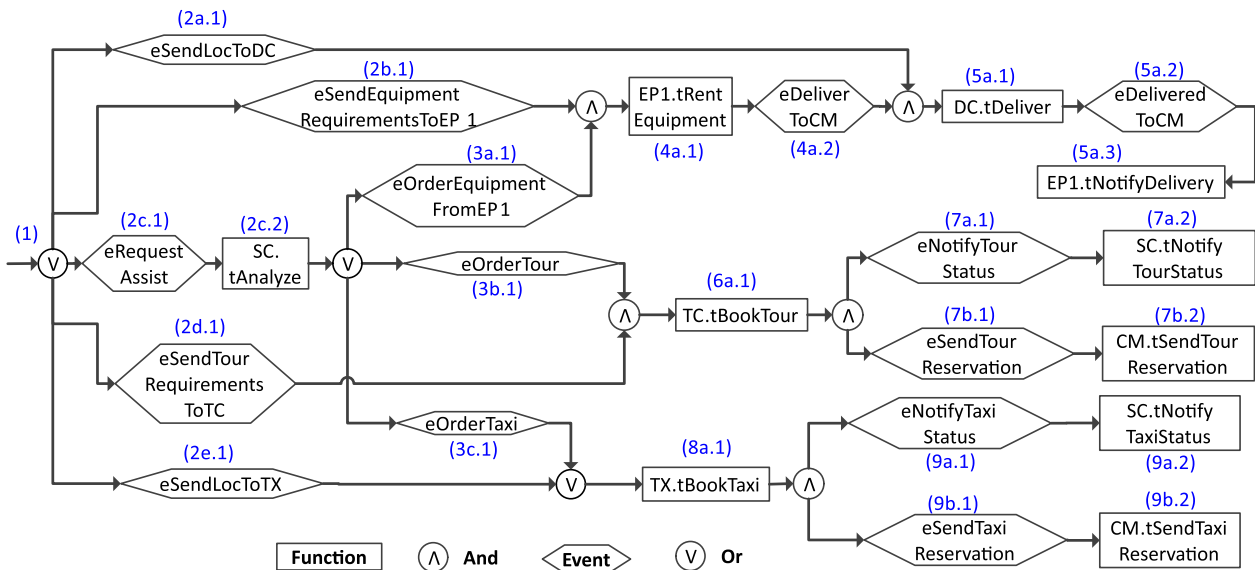 (2a.1)
eSendLocToDC
(2b.1)
eSendEquipment
RequirementsToEP 1
Λ
EP1.tRent
Equipment
(4a.1)
eDeliver
ToCM
(4a.2)
Λ
(5a.1)
DC.tDeliver
(5a.2)
eDelivered
ToCM
(5a.3)
EP1.tNotifyDelivery
(3a.1)
eOrderEquipment
FromEP1
(1)
V
(2c.1)
eRequest
Assist
(2c.2)
SC.
tAnalyze
V
eOrderTour
(3b.1)
Λ
(6a.1)
TC.tBookTour
Λ
(7a.1)
eNotifyTour
Status
(7a.2)
SC.tNotify
TourStatus
(7b.1)
eSendTour
Reservation
(7b.2)
CM.tSendTour
Reservation
(2d.1)
eSendTour
Requirements
ToTC
eOrderTaxi
(3c.1)
(2e.1)
eSendLocToTX
V
(8a.1)
TX.tBookTaxi
Λ
eNotifyTaxi
Status
(9a.1)
SC.tNotify
TaxiStatus
(9a.2)
(9b.1)
eSendTaxi
Reservation
(9b.2)
CM.tSendTaxi
Reservation
Function
Λ
And
Event
V
Or